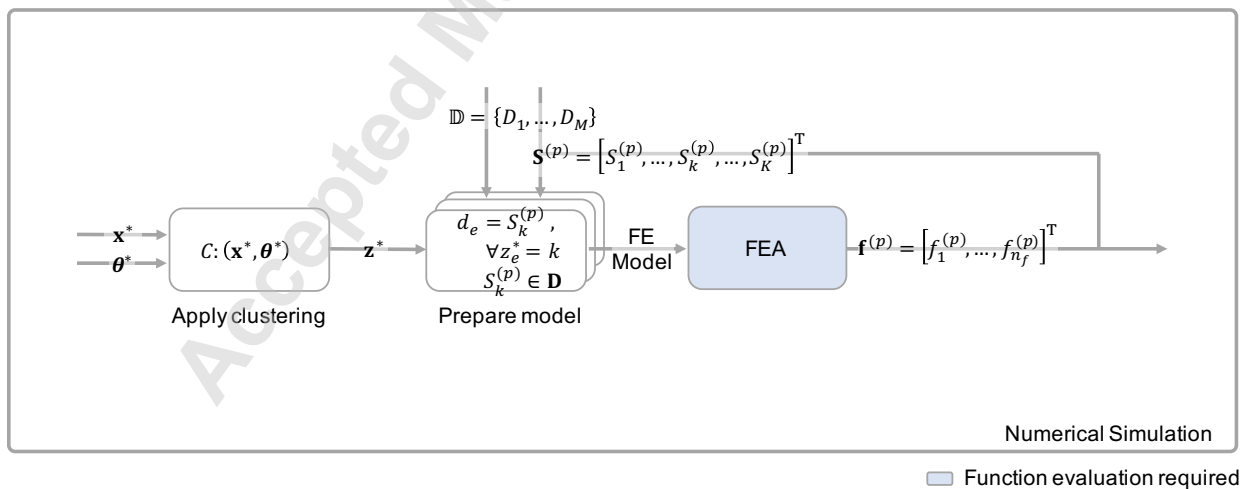 𝔻 = {D_1, …, D_M}
𝐒^(p) = [S_1^(p), …, S_k^(p), …, S_K^(p)]^T
𝐱*
𝛉*
C: (𝐱*, 𝛉*)
Apply clustering
𝐳*
d_e = S_k^(p) ,
∀z_e^* = k
S_k^(p) ∈ 𝐃
Prepare model
FE
Model
FEA
𝐟^(p) = [f_1^(p), …, f_{n_f}^(p)]^T
Numerical Simulation
Function evaluation required